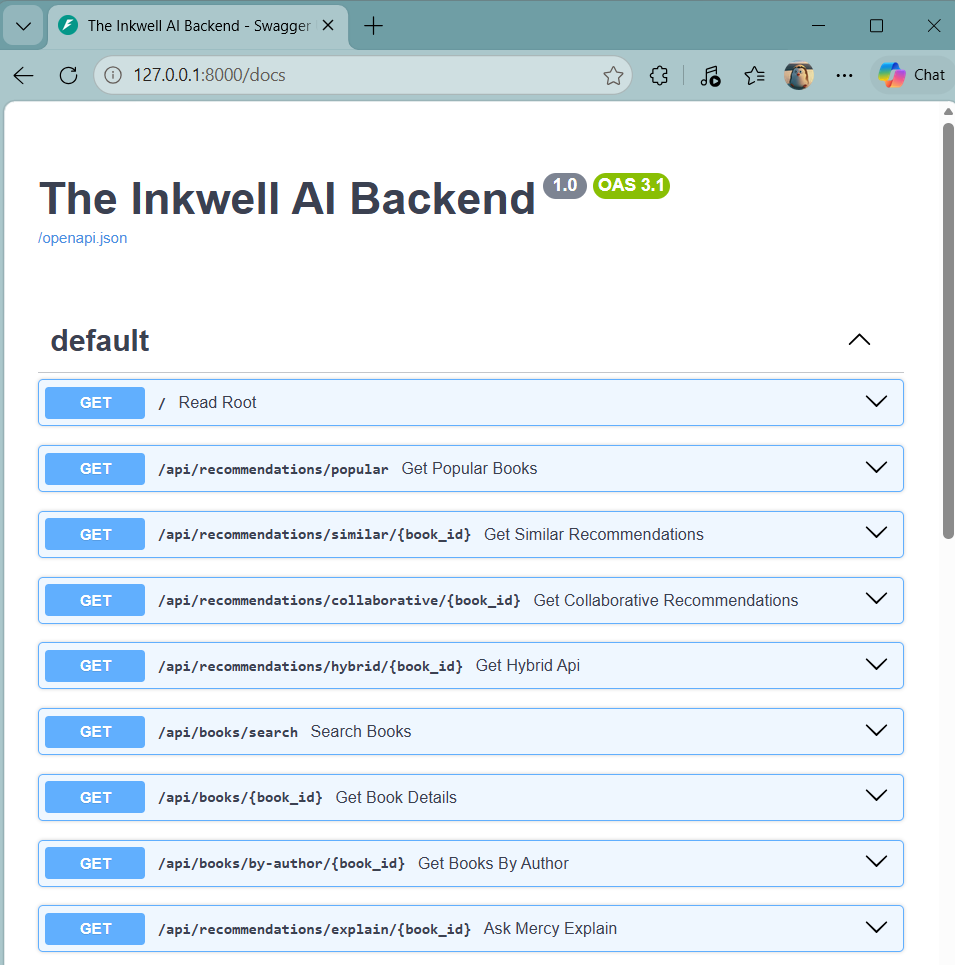 The Inkwell AI Backend - Swagger
127.0.0.1:8000/docs
Chat
The Inkwell AI Backend 1.0 OAS 3.1
/openapi.json
default
GET / Read Root
GET /api/recommendations/popular Get Popular Books
GET /api/recommendations/similar/{book_id} Get Similar Recommendations
GET /api/recommendations/collaborative/{book_id} Get Collaborative Recommendations
GET /api/recommendations/hybrid/{book_id} Get Hybrid Api
GET /api/books/search Search Books
GET /api/books/{book_id} Get Book Details
GET /api/books/by-author/{book_id} Get Books By Author
GET /api/recommendations/explain/{book_id} Ask Mercy Explain